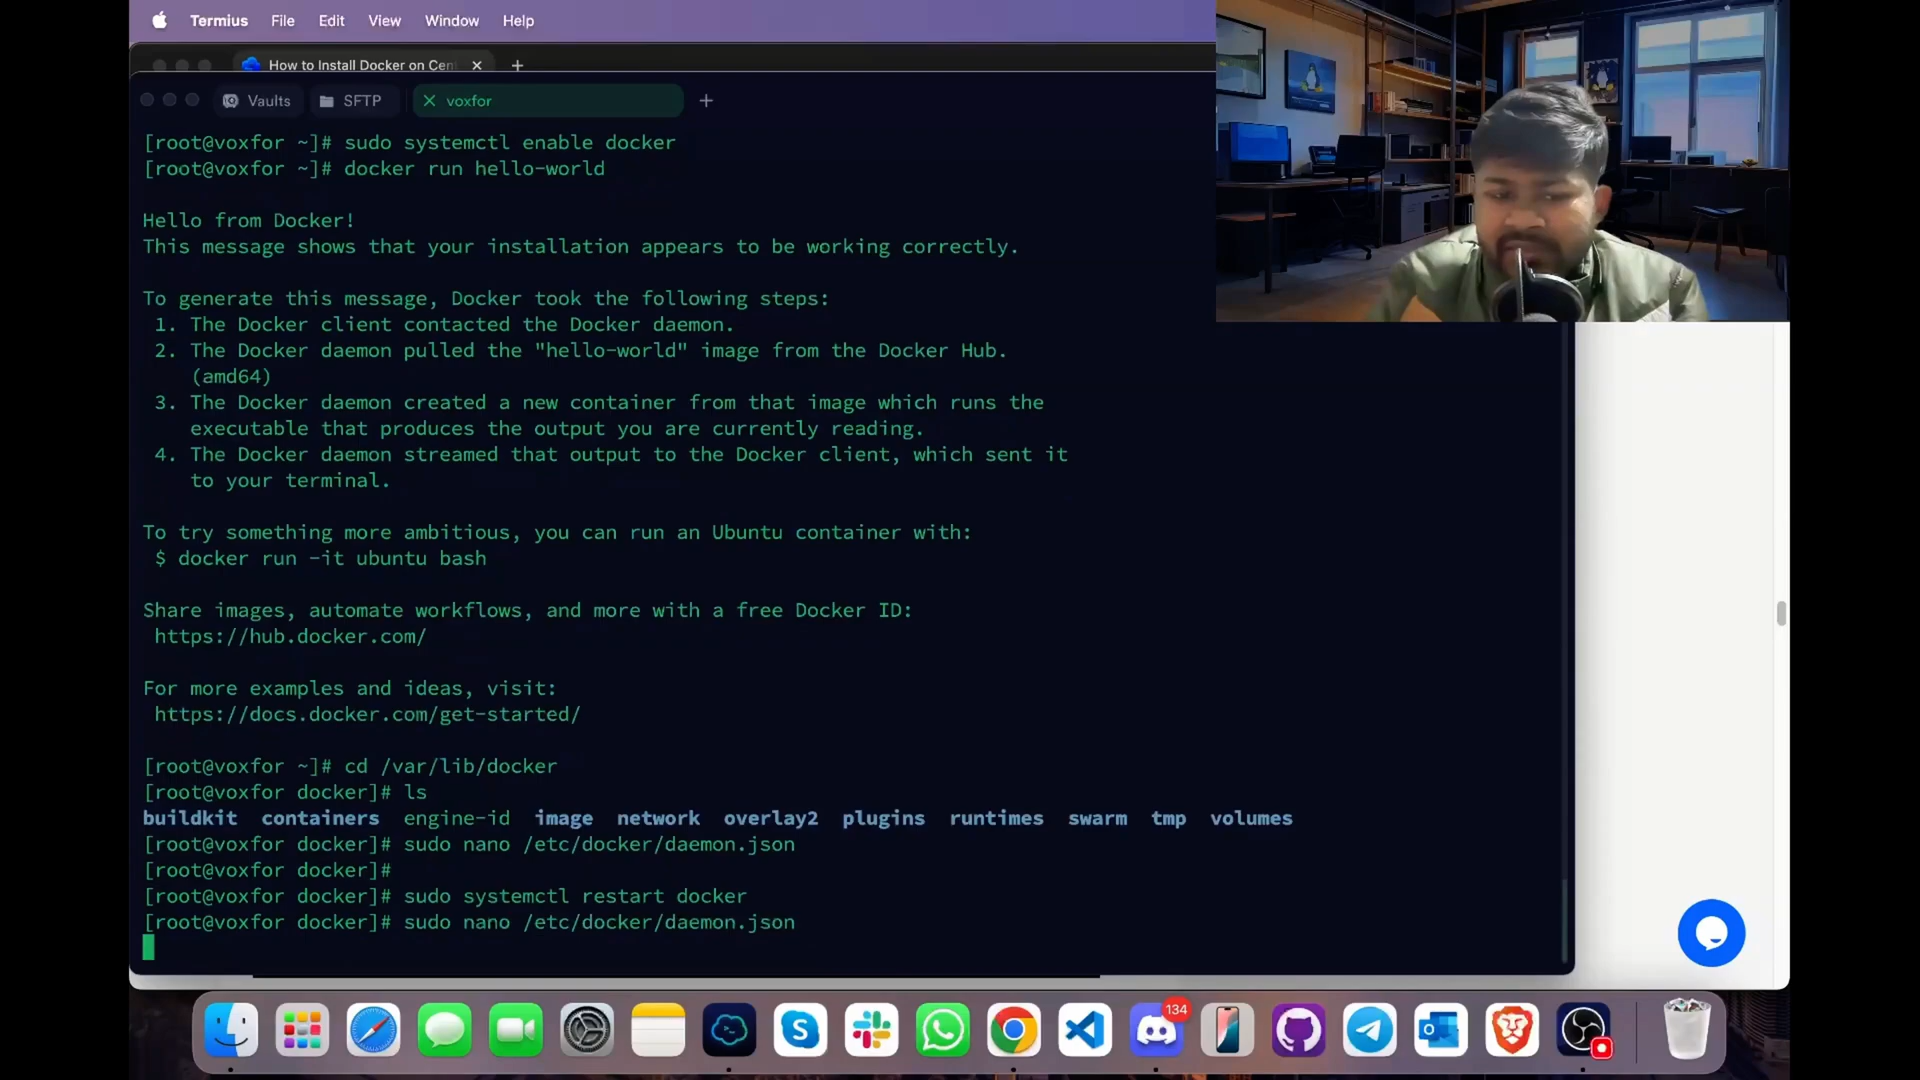 Termius File Edit View Window Help
How to Install Docker on Cen
Vaults SFTP voxfor
[root@voxfor ~]# sudo systemctl enable docker
[root@voxfor ~]# docker run hello-world
Hello from Docker!
This message shows that your installation appears to be working correctly.
To generate this message, Docker took the following steps:
1. The Docker client contacted the Docker daemon.
2. The Docker daemon pulled the "hello-world" image from the Docker Hub.
(amd64)
3. The Docker daemon created a new container from that image which runs the
executable that produces the output you are currently reading.
4. The Docker daemon streamed that output to the Docker client, which sent it
to your terminal.
To try something more ambitious, you can run an Ubuntu container with:
$ docker run -it ubuntu bash
Share images, automate workflows, and more with a free Docker ID:
https://hub.docker.com/
For more examples and ideas, visit:
https://docs.docker.com/get-started/
[root@voxfor ~]# cd /var/lib/docker
[root@voxfor docker]# ls
buildkit containers engine-id image network overlay2 plugins runtimes swarm tmp volumes
[root@voxfor docker]# sudo nano /etc/docker/daemon.json
[root@voxfor docker]#
[root@voxfor docker]# sudo systemctl restart docker
[root@voxfor docker]# sudo nano /etc/docker/daemon.json
134